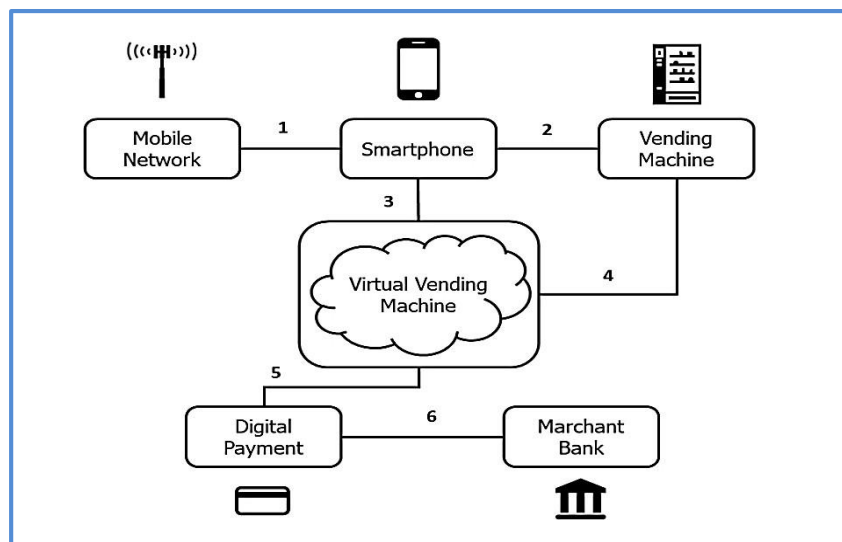 Mobile
Network
1
Smartphone
2
Vending
Machine
3
Virtual Vending
Machine
4
5
Digital
Payment
6
Marchant
Bank